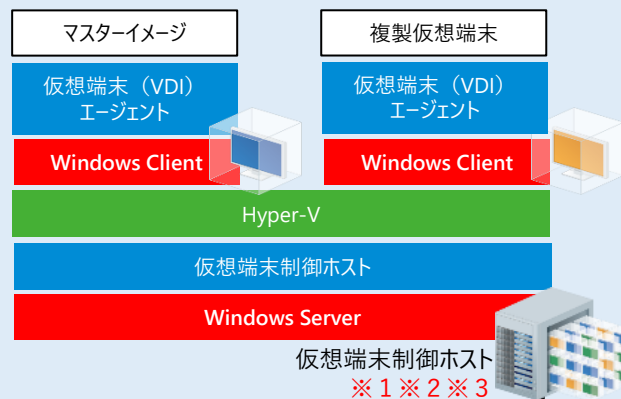 マスターイメージ
複製仮想端末
仮想端末（VDI）
エージェント
仮想端末（VDI）
エージェント
Windows Client
Windows Client
Hyper-V
仮想端末制御ホスト
Windows Server
仮想端末制御ホスト
※１※２※３